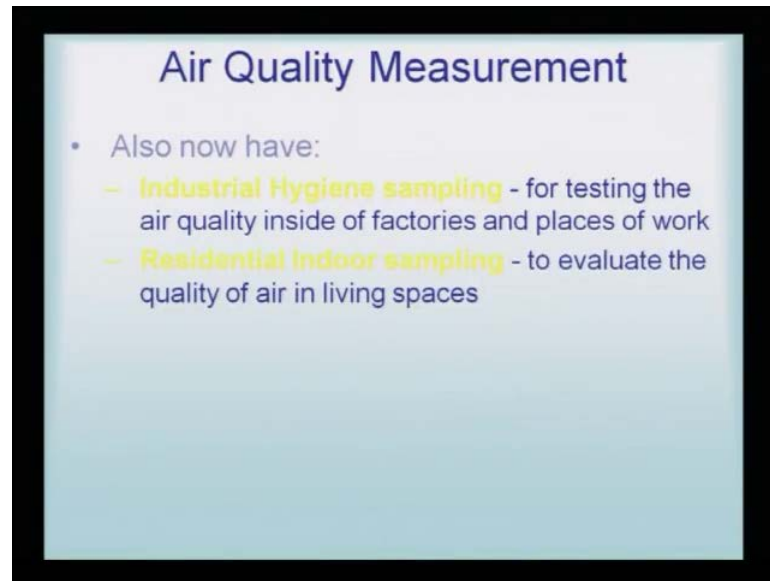 Air Quality Measurement
• Also now have:
– Industrial Hygiene sampling - for testing the
air quality inside of factories and places of work
– Residential Indoor sampling - to evaluate the
quality of air in living spaces